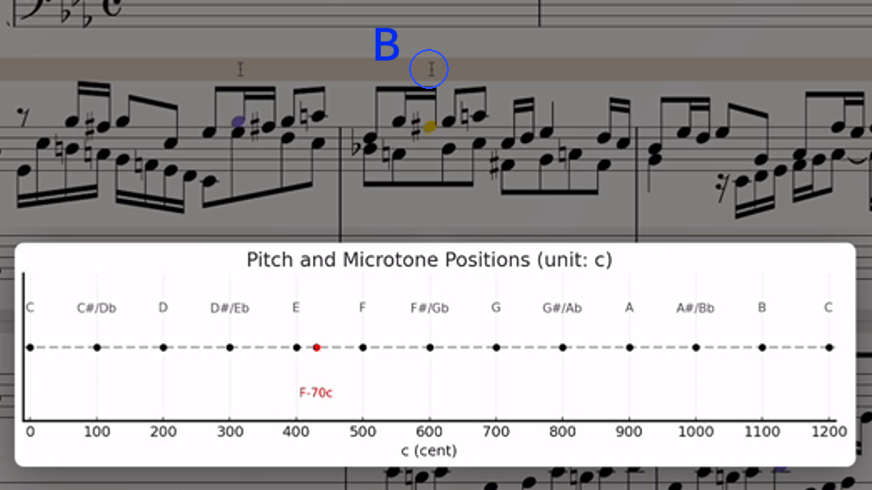 B
Pitch and Microtone Positions (unit: c)
C C#/Db D D#/Eb E F F#/Gb G G#/Ab A A#/Bb B C
F-70c
0 100 200 300 400 500 600 700 800 900 1000 1100 1200
c (cent)